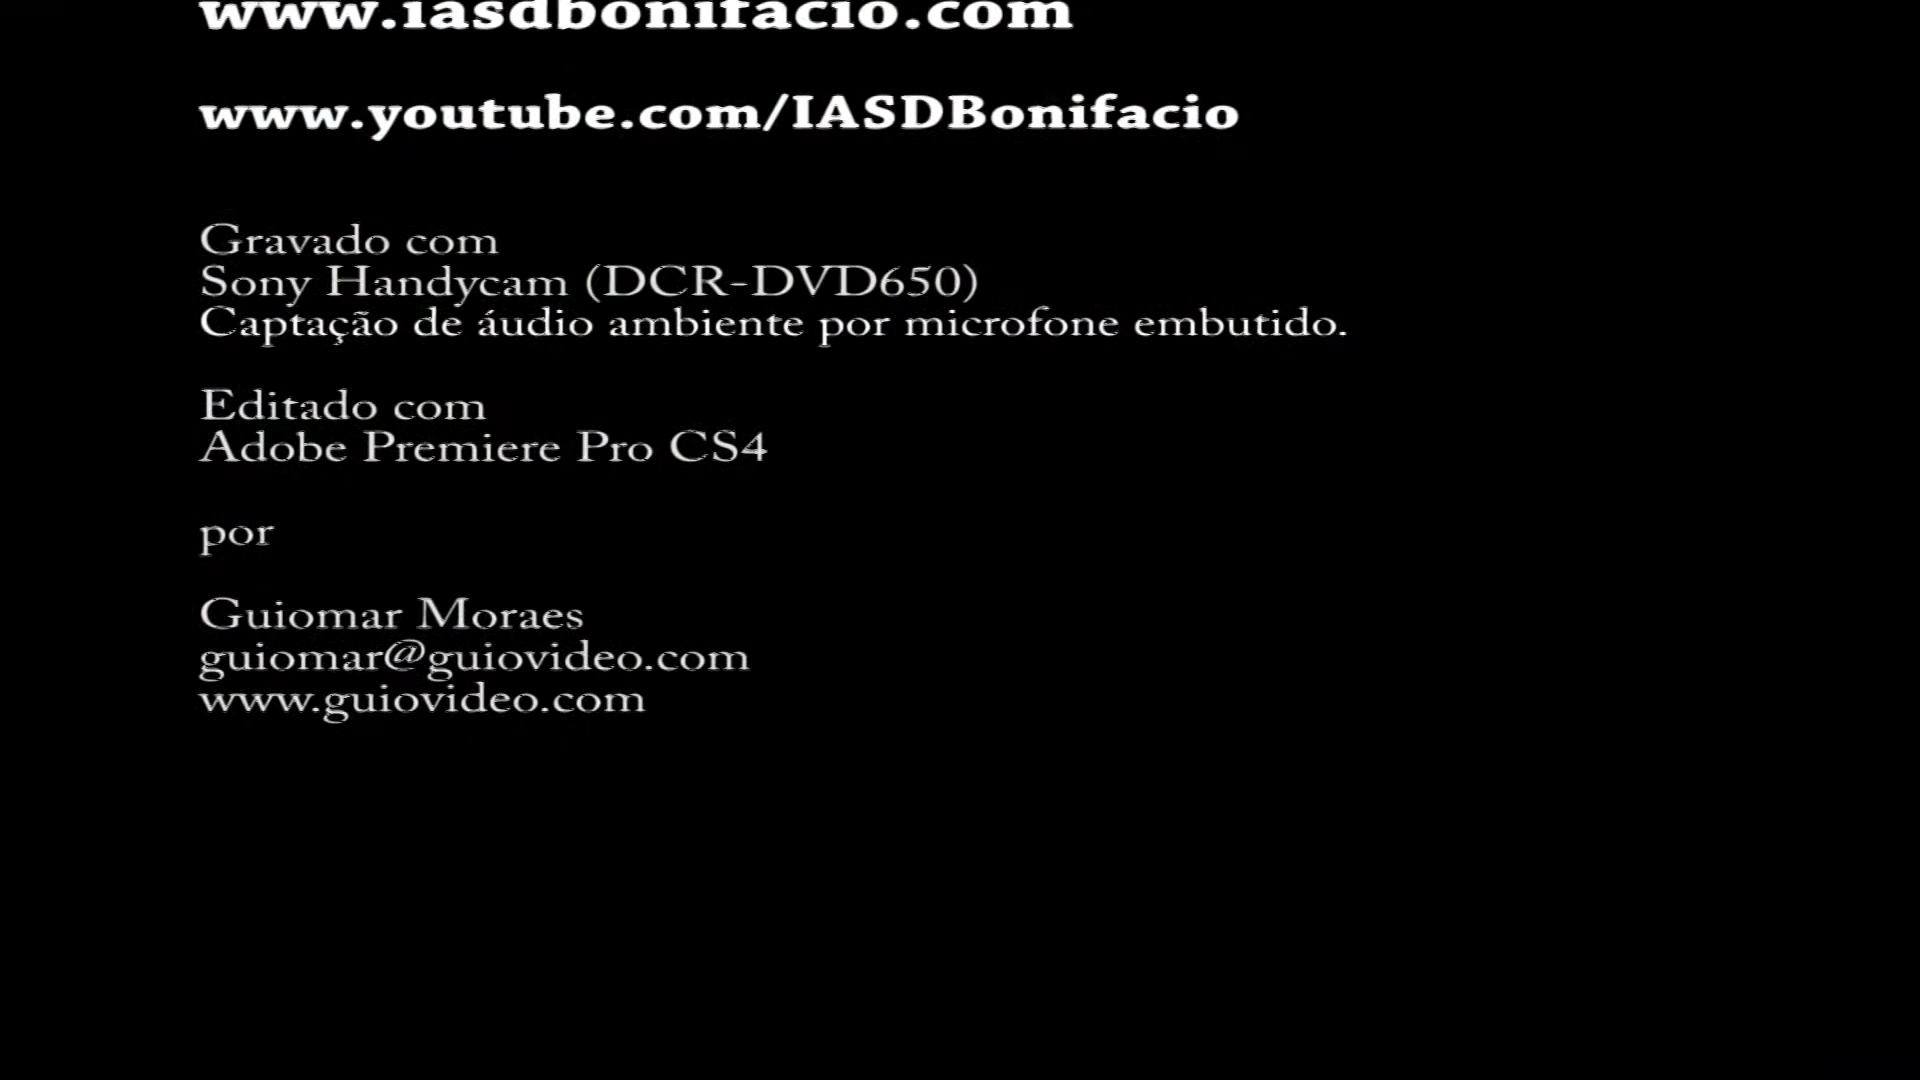 www.iasdbonifacio.com
www.youtube.com/IASDBonifacio
Gravado com
Sony Handycam (DCR-DVD650)
Captação de áudio ambiente por microfone embutido.
Editado com
Adobe Premiere Pro CS4
por
Guiomar Moraes
guiomar@guiovideo.com
www.guiovideo.com